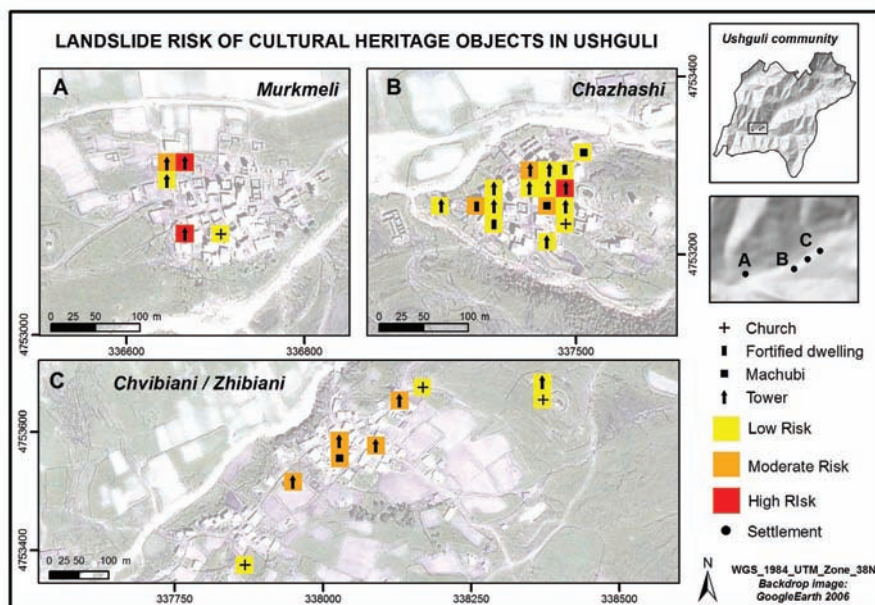 LANDSLIDE RISK OF CULTURAL HERITAGE OBJECTS IN USHGULI
Ushguli community
A
Murkmeli
B
Chazhashi
4753400
4753200
4753000
0 25 50 100 m
0 25 50 100 m
336600
336800
337500
A
B
C
C
Chvibiani / Zhibiani
4753600
4753400
0 25 50 100 m
337750
338000
338250
338500
Church
Fortified dwelling
Machubi
Tower
Low Risk
Moderate Risk
High RIsk
Settlement
N
WGS_1984_UTM_Zone_38N
Backdrop image:
GoogleEarth 2006